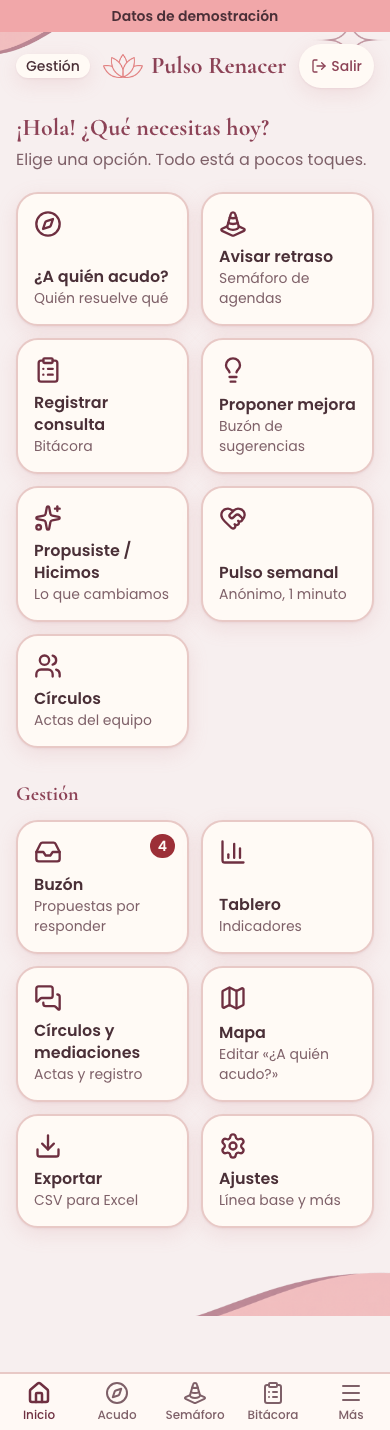 Datos de demostración
Gestión
Pulso Renacer
Salir
¡Hola! ¿Qué necesitas hoy?
Elige una opción. Todo está a pocos toques.
¿A quién acudo?
Quién resuelve qué
Avisar retraso
Semáforo de
agendas
Registrar
consulta
Bitácora
Proponer mejora
Buzón de
sugerencias
Propusiste /
Hicimos
Lo que cambiamos
Pulso semanal
Anónimo, 1 minuto
Círculos
Actas del equipo
Gestión
4
Buzón
Propuestas por
responder
Tablero
Indicadores
Círculos y
mediaciones
Actas y registro
Mapa
Editar «¿A quién
acudo?»
Exportar
CSV para Excel
Ajustes
Línea base y más
Inicio
Acudo
Semáforo
Bitácora
Más